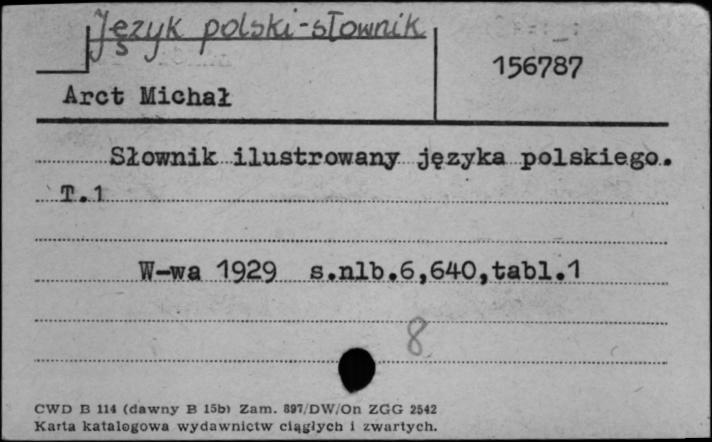 Język polski-słownik
156787
Arct Michał
Słownik ilustrowany języka polskiego.
T.1
W-wa 1929 s.nlb.6,640,tabl.1
8
CWD B 114 (dawny B 15b) Zam. 897/DW/On ZGG 2542
Karta katalogowa wydawnictw ciągłych i zwartych.